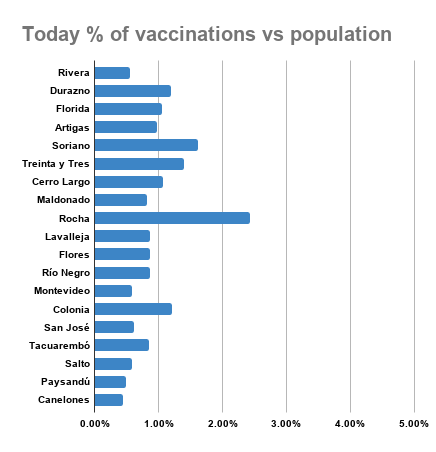 Today % of vaccinations vs population
Rivera
Durazno
Florida
Artigas
Soriano
Treinta y Tres
Cerro Largo
Maldonado
Rocha
Lavalleja
Flores
Río Negro
Montevideo
Colonia
San José
Tacuarembó
Salto
Paysandú
Canelones
0.00% 1.00% 2.00% 3.00% 4.00% 5.00%